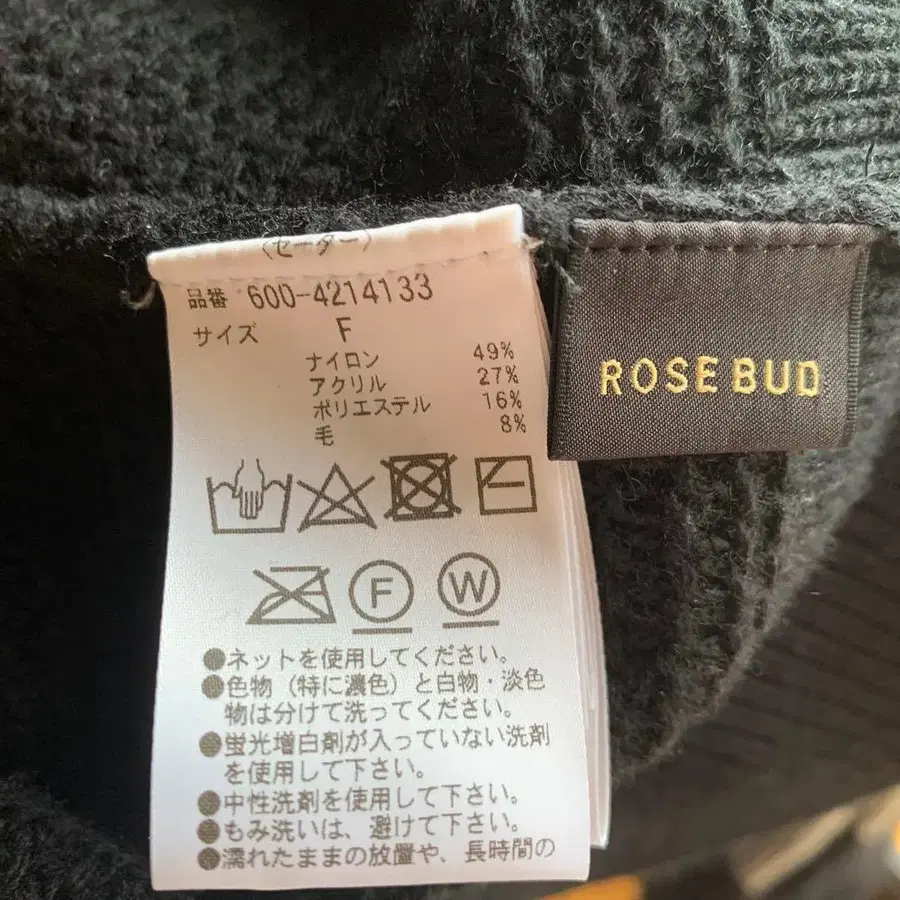 〈セーター〉
品番 600-4214133
サイズ F
ナイロン 49%
アクリル 27%
ポリエステル 16%
毛 8%
F W
●ネットを使用してください。
●色物（特に濃色）と白物・淡色
物は分けて洗ってください。
●蛍光増白剤が入っていない洗剤
を使用して下さい。
●中性洗剤を使用して下さい。
●もみ洗いは、避けて下さい。
●濡れたままの放置や、長時間の
ROSE BUD